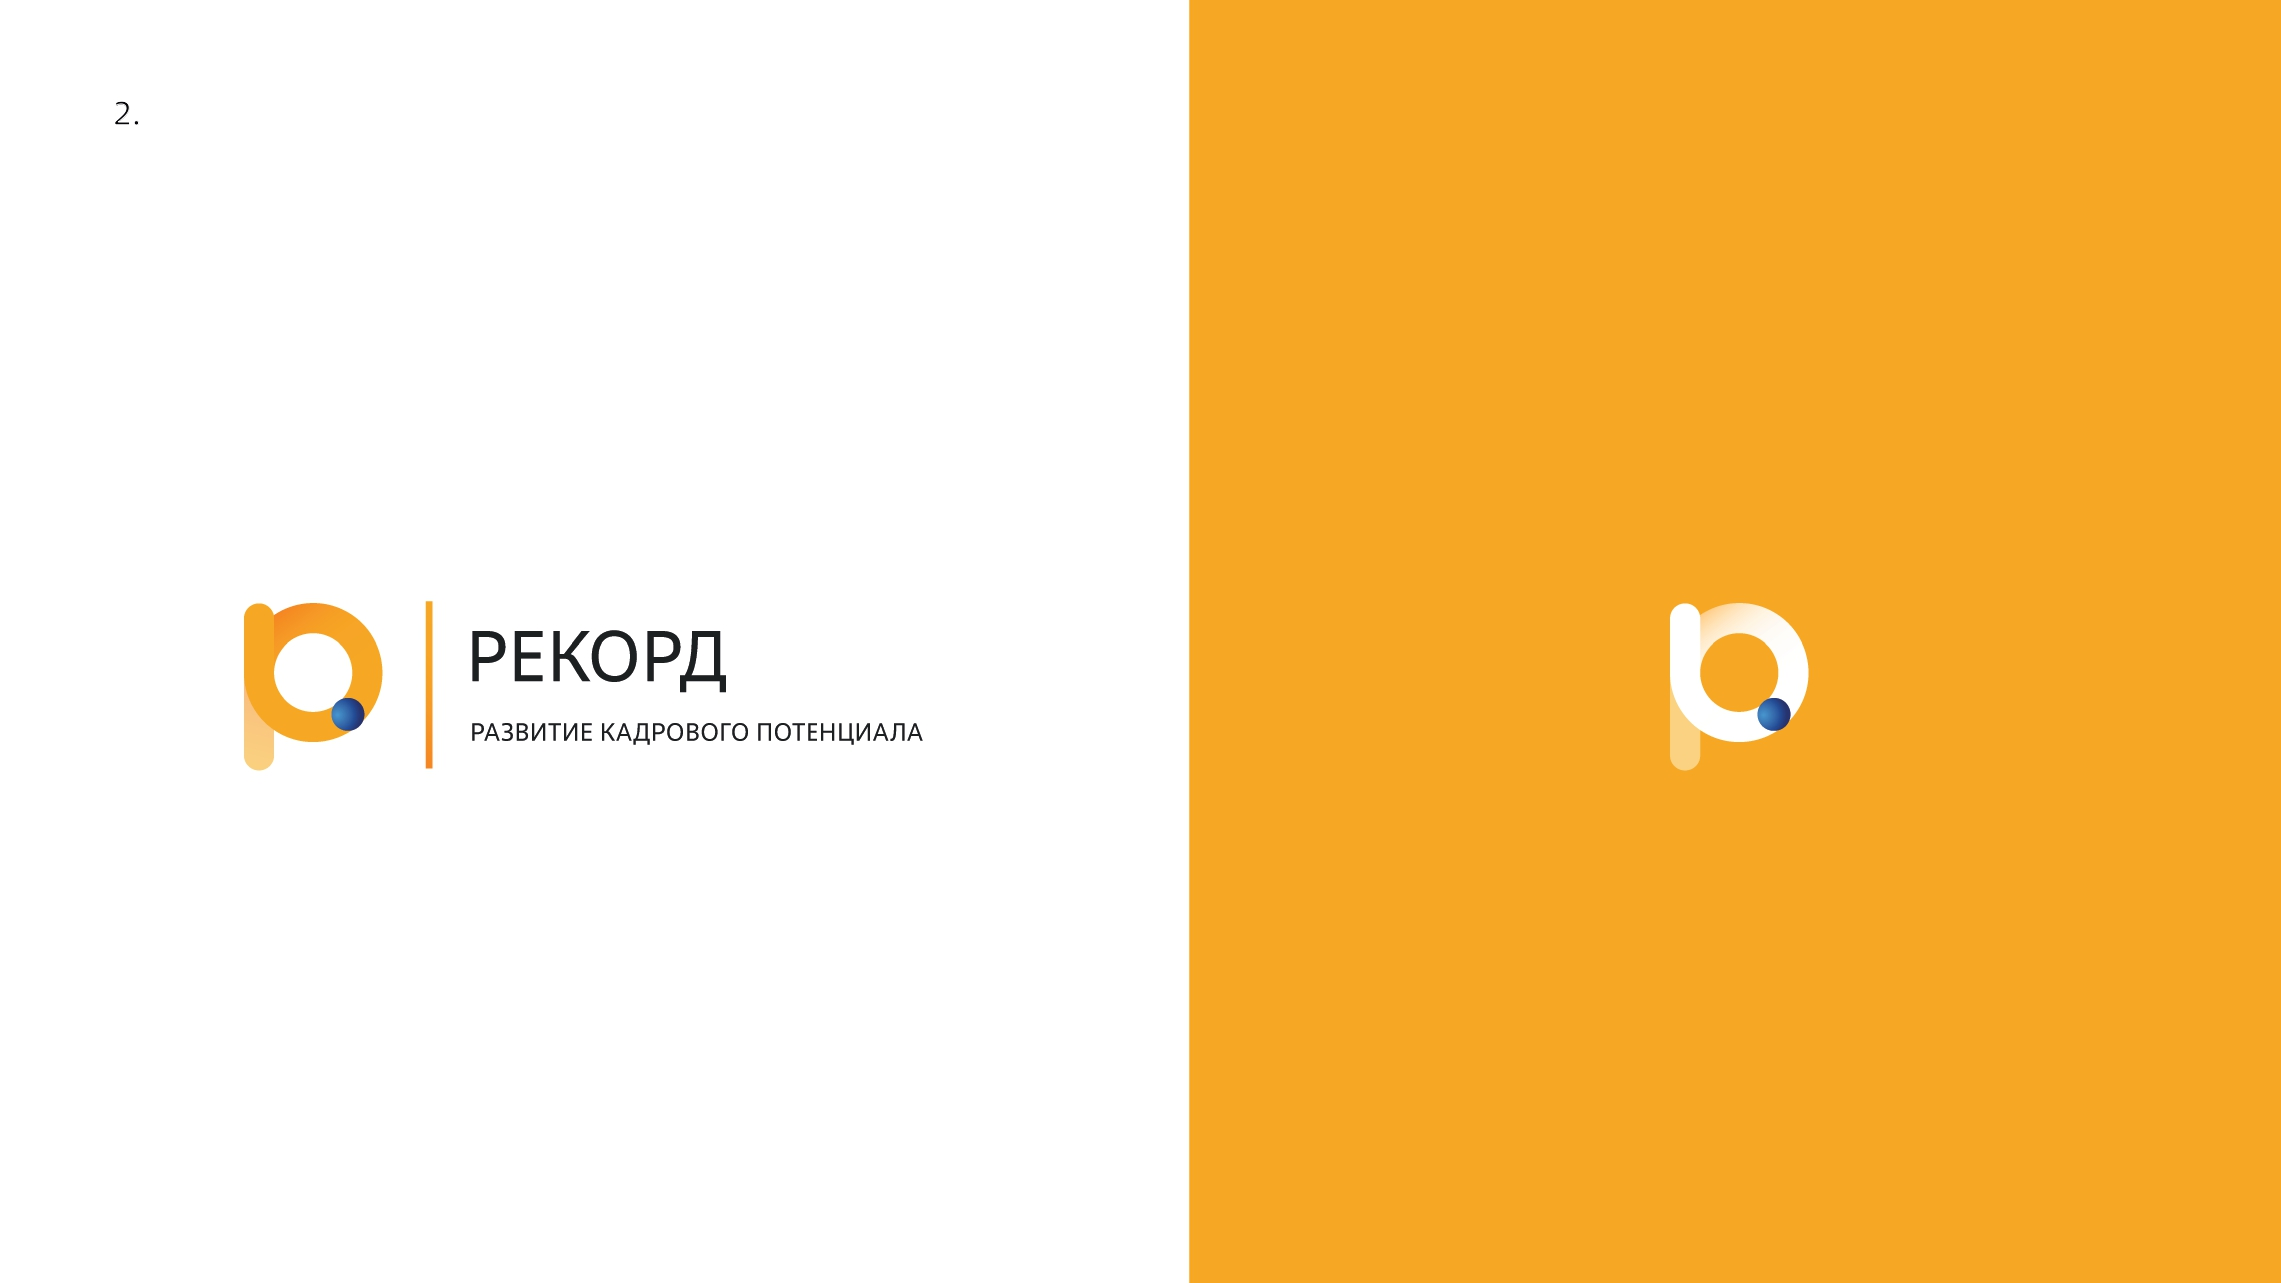 2.
РЕКОРД
РАЗВИТИЕ КАДРОВОГО ПОТЕНЦИАЛА